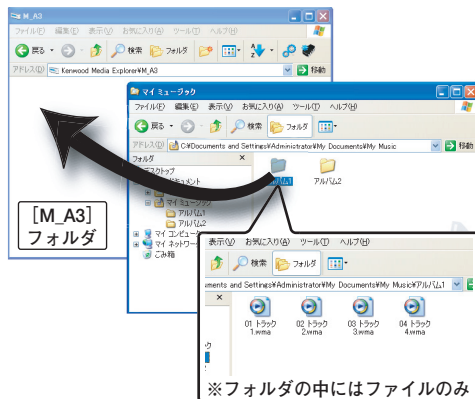 M_A3
ファイル(F) 編集(E) 表示(V) お気に入り(A) ツール(T) ヘルプ(H)
戻る 検索 フォルダ
アドレス(D) Kenwood Media Explorer¥M_A3 移動
マイ ミュージック
ファイル(F) 編集(E) 表示(V) お気に入り(A) ツール(T) ヘルプ(H)
戻る 検索 フォルダ
アドレス(D) C:¥Documents and Settings¥Administrator¥My Documents¥My Music 移動
フォルダ ×
デスクトップ
マイ ミュージック
アルバム1
アルバム2
マイ ネットワーク
ごみ箱
アルバム1 アルバム2
[M_A3]
フォルダ
表示(V) お気に入り(A) ツール(T) ヘルプ(H)
検索 フォルダ
uments and Settings¥Administrator¥My Documents¥My Music¥アルバム1
×
01 トラック 02 トラック 03 トラック 04 トラック
1.wma 2.wma 3.wma 4.wma
※フォルダの中にはファイルのみ